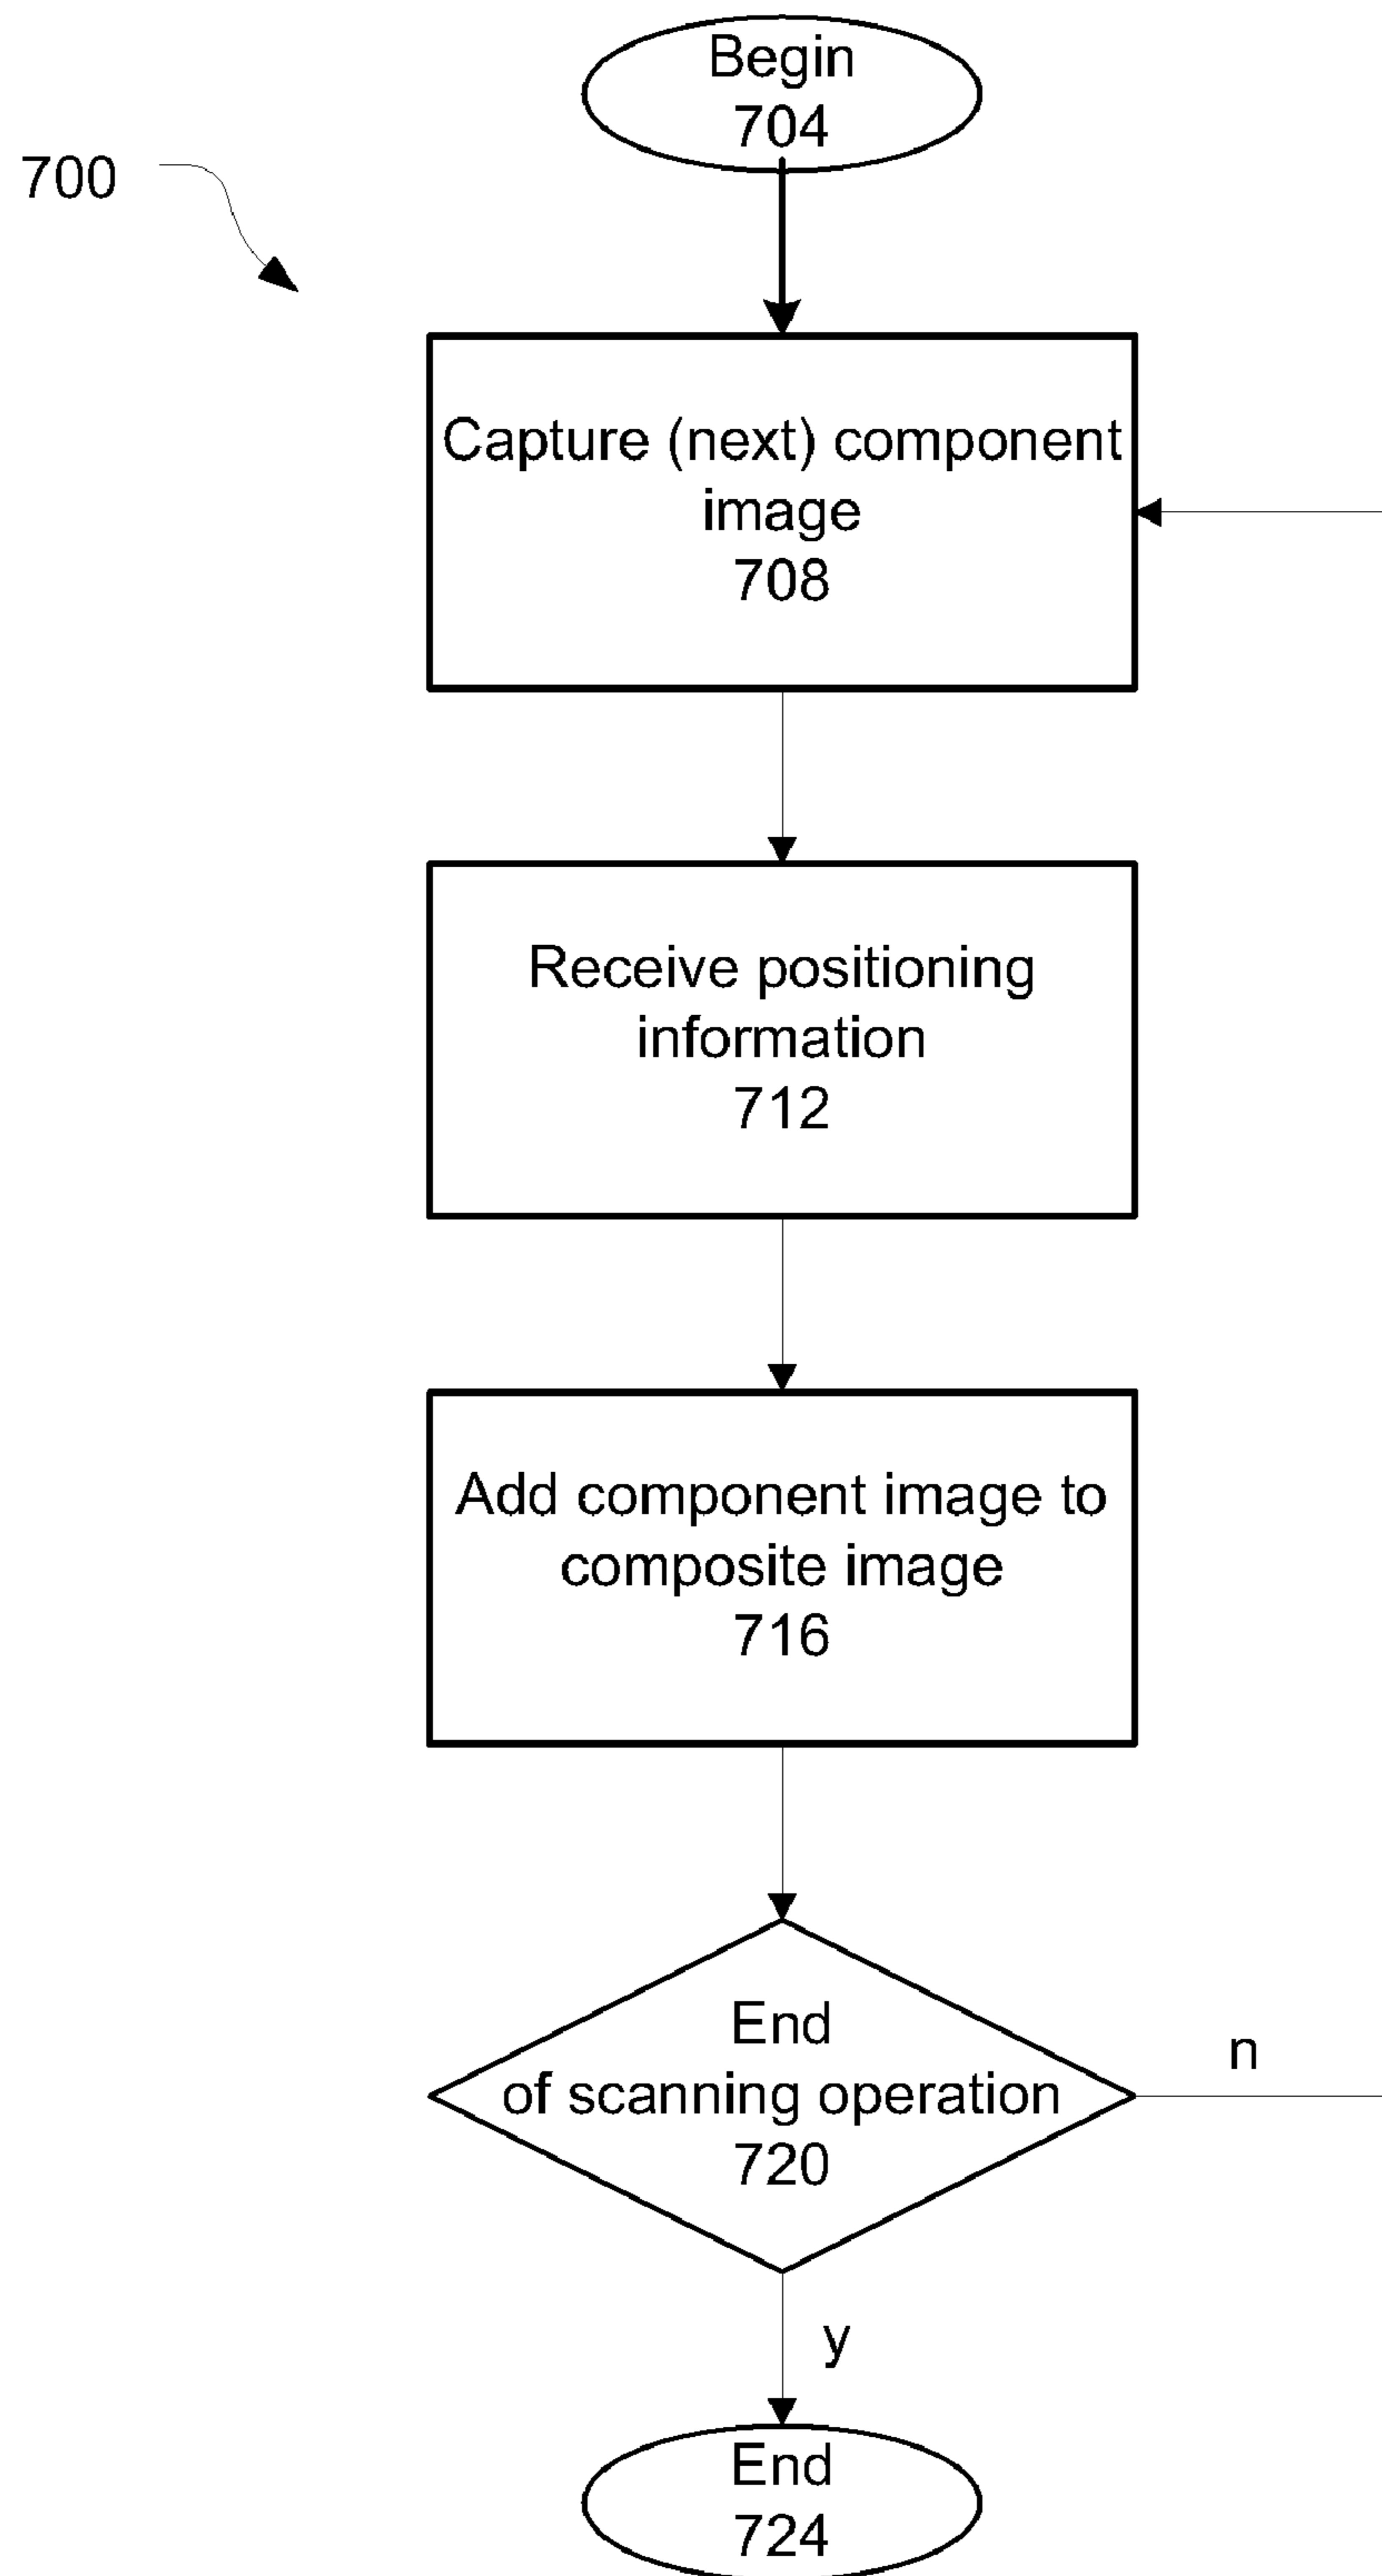 Begin
704
700
Capture (next) component
image
708
Receive positioning
information
712
Add component image to
composite image
716
End
of scanning operation
720
n
y
End
724